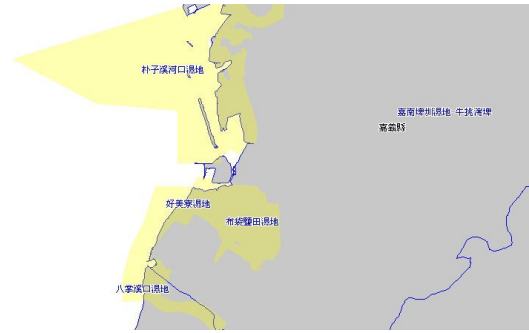 朴子溪河口濕地
嘉南埤圳濕地-牛挑灣埤
嘉義縣
好美寮濕地
布袋鹽田濕地
八掌溪口濕地